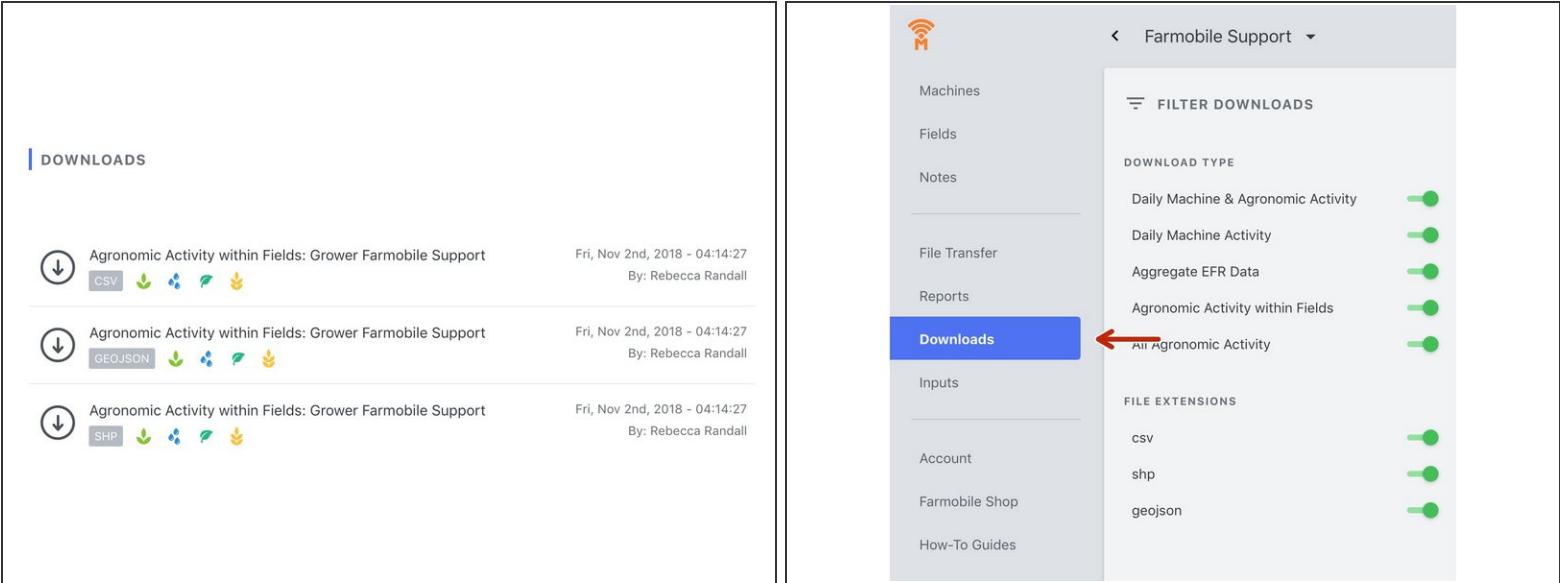 DOWNLOADS
Agronomic Activity within Fields: Grower Farmobile Support
Fri, Nov 2nd, 2018 - 04:14:27
CSV
By: Rebecca Randall
Agronomic Activity within Fields: Grower Farmobile Support
Fri, Nov 2nd, 2018 - 04:14:27
GEOJSON
By: Rebecca Randall
Agronomic Activity within Fields: Grower Farmobile Support
Fri, Nov 2nd, 2018 - 04:14:27
SHP
By: Rebecca Randall
M
Machines
Fields
Notes
File Transfer
Reports
Downloads
Inputs
Account
Farmobile Shop
How-To Guides
Farmobile Support
FILTER DOWNLOADS
DOWNLOAD TYPE
Daily Machine & Agronomic Activity
Daily Machine Activity
Aggregate EFR Data
Agronomic Activity within Fields
All Agronomic Activity
FILE EXTENSIONS
csv
shp
geojson